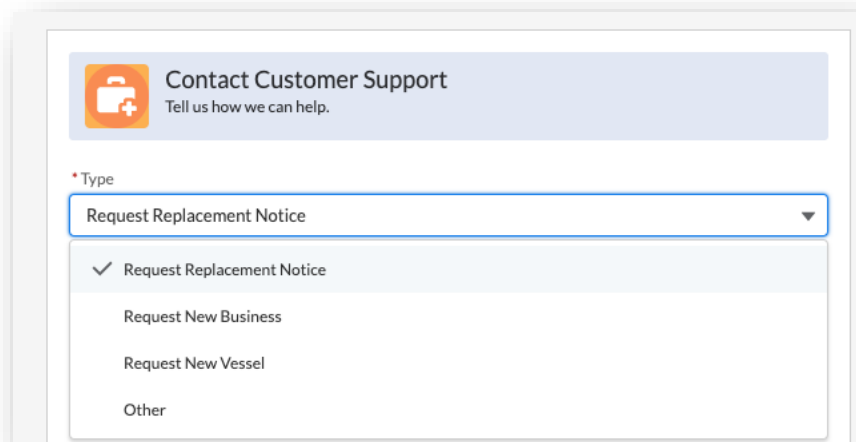 Contact Customer Support
Tell us how we can help.
* Type
Request Replacement Notice
Request Replacement Notice
Request New Business
Request New Vessel
Other